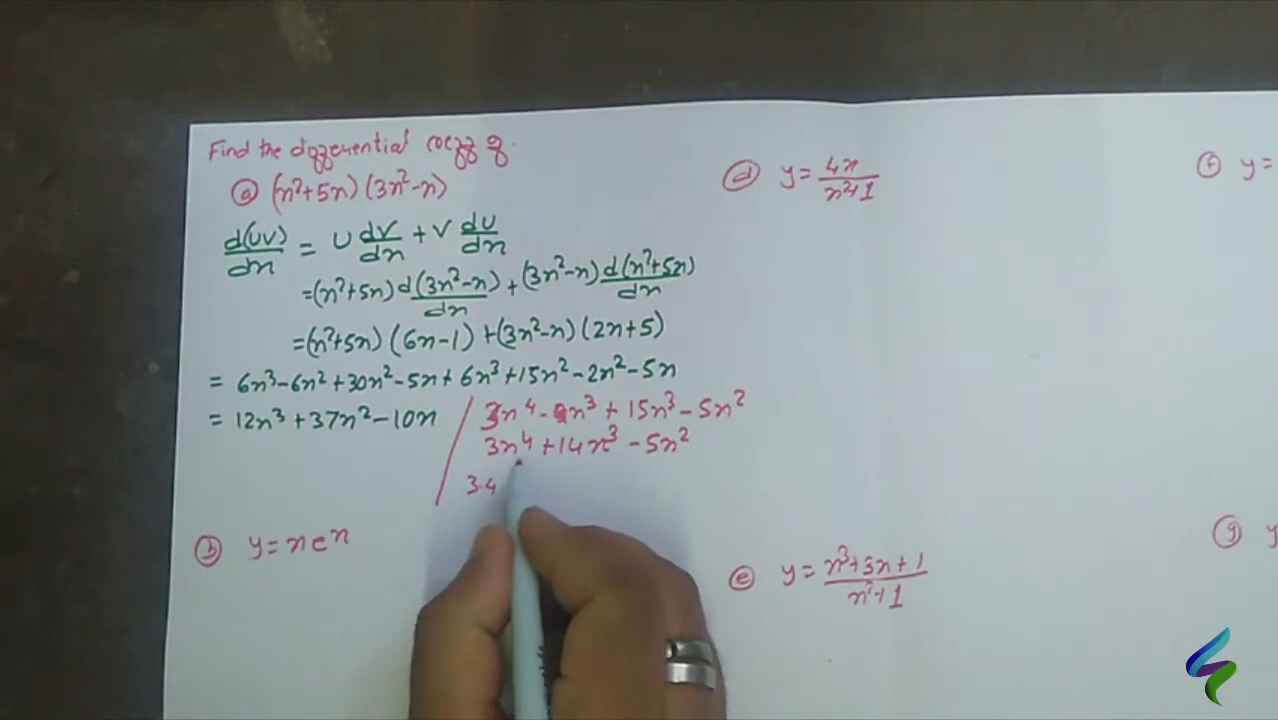 Find the differential coeff of.
ⓐ (x²+5x) (3x²-x)
d(UV)/dx = U dV/dx + V dU/dx
=(x²+5x) d(3x²-x)/dx + (3x²-x) d(x²+5x)/dx
=(x²+5x) (6x-1) +(3x²-x) (2x+5)
= 6x³-6x²+30x²-5x+6x³+15x²-2x²-5x
= 12x³+37x²-10x
3x⁴ - x³ + 15x³ - 5x²
3x⁴ +14x³ -5x²
3.4
ⓑ y=xeˣ
ⓓ y= 4x/x²+1
ⓔ y= x³+3x+1/x²+1
ⓕ y=
ⓖ y